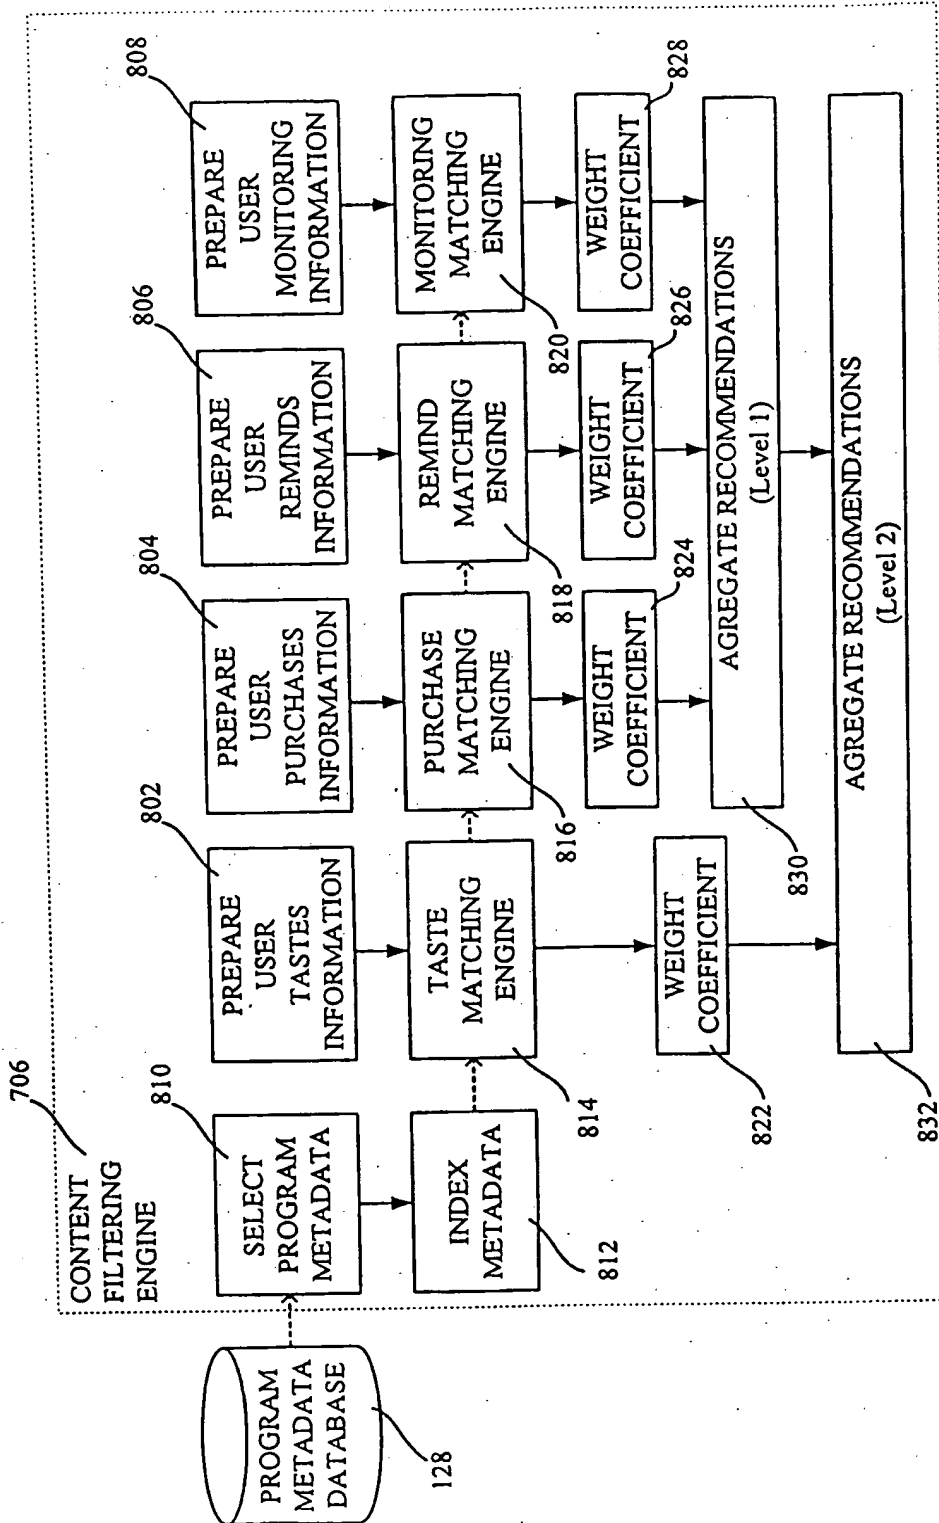 706
CONTENT
FILTERING
ENGINE
PROGRAM
METADATA
DATABASE
128
810
SELECT
PROGRAM
METADATA
802
PREPARE
USER
TASTES
INFORMATION
804
PREPARE
USER
PURCHASES
INFORMATION
806
PREPARE
USER
REMINDS
INFORMATION
808
PREPARE
USER
MONITORING
INFORMATION
INDEX
METADATA
812
TASTE
MATCHING
ENGINE
814
PURCHASE
MATCHING
ENGINE
816
REMIND
MATCHING
ENGINE
818
MONITORING
MATCHING
ENGINE
820
WEIGHT
COEFFICIENT
822
WEIGHT
COEFFICIENT
824
WEIGHT
COEFFICIENT
826
WEIGHT
COEFFICIENT
828
AGREGATE RECOMMENDATIONS
(Level 1)
830
AGREGATE RECOMMENDATIONS
(Level 2)
832